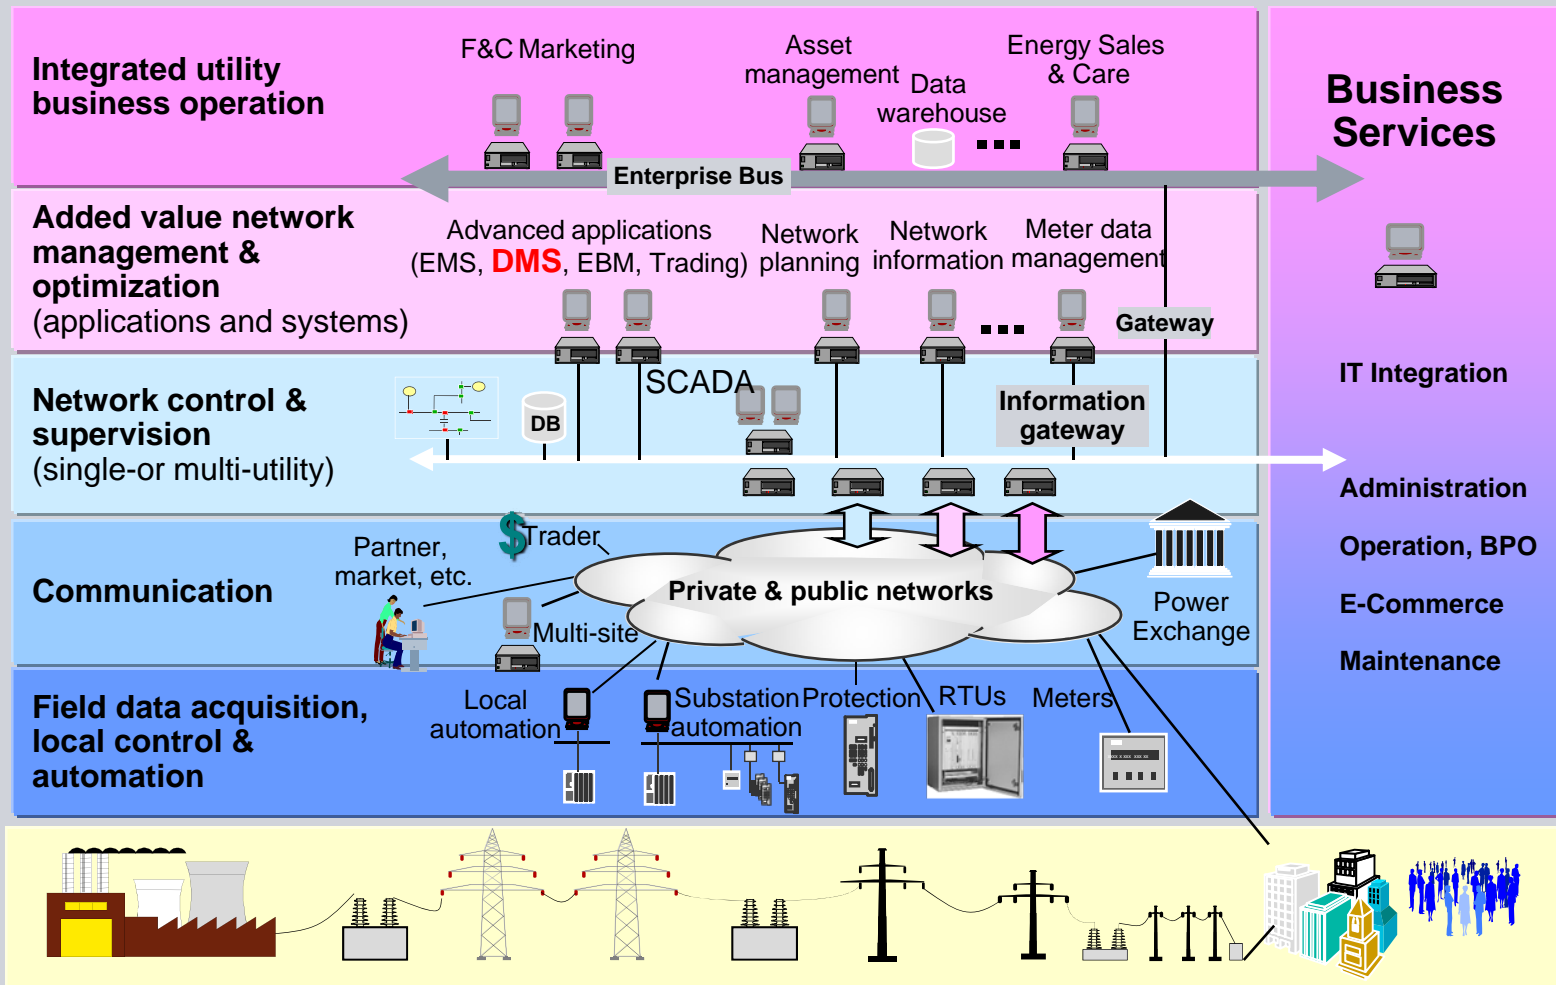 Integrated utility
business operation
F&C Marketing
Asset
management
Data
warehouse
Energy Sales
& Care
Enterprise Bus
Business
Services
Added value network
management &
optimization
(applications and systems)
Advanced applications
(EMS, DMS, EBM, Trading)
Network
planning
Network
information
Meter data
management
Gateway
Network control &
supervision
(single-or multi-utility)
DB
SCADA
Information
gateway
IT Integration
Administration
Operation, BPO
E-Commerce
Maintenance
Communication
Partner,
market, etc.
$
Trader
Multi-site
Private & public networks
Power
Exchange
Field data acquisition,
local control &
automation
Local
automation
Substation
automation
Protection
RTUs
Meters